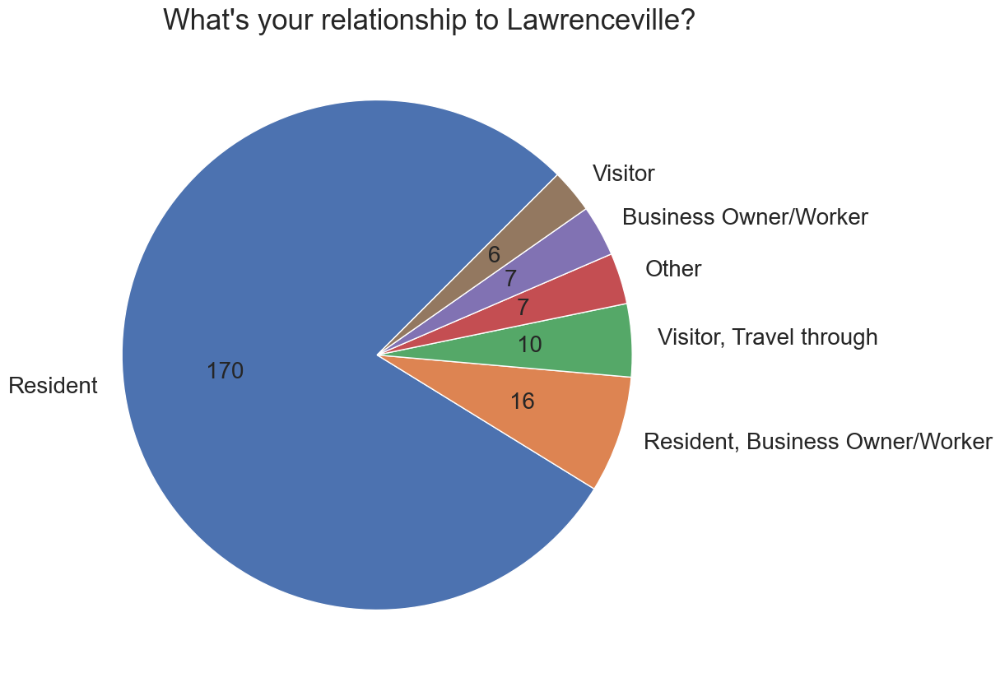 What's your relationship to Lawrenceville?
Visitor
Business Owner/Worker
6
Other
7
7
Visitor, Travel through
10
170
Resident
16
Resident, Business Owner/Worker